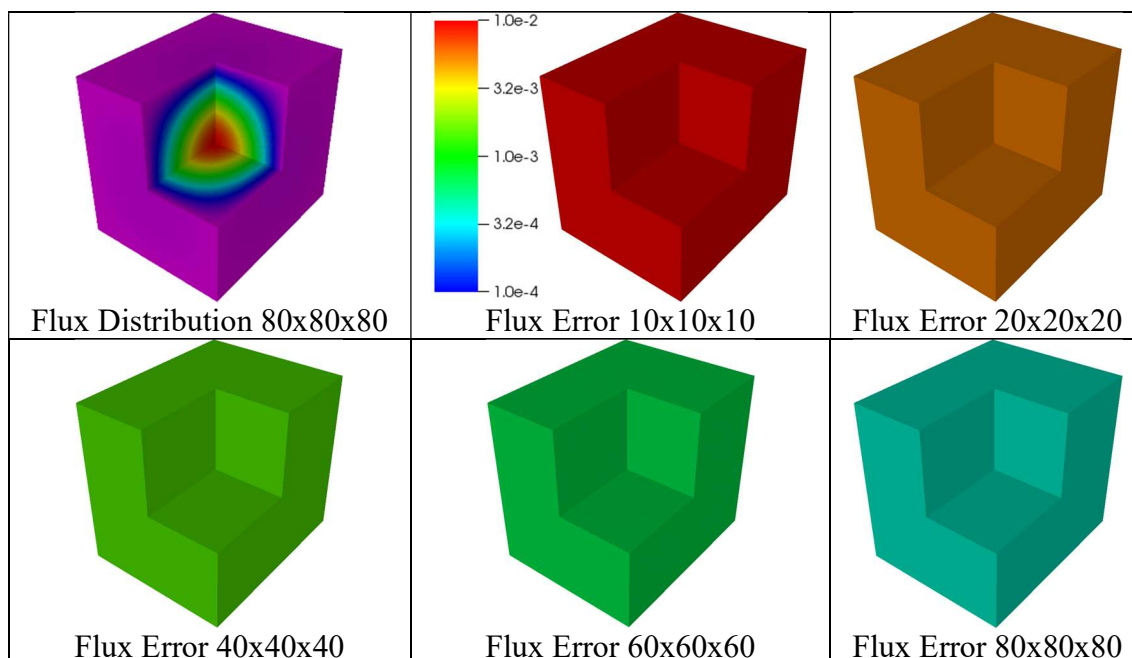 1.0e-2
3.2e-3
1.0e-3
3.2e-4
1.0e-4
Flux Distribution 80x80x80
Flux Error 10x10x10
Flux Error 20x20x20
Flux Error 40x40x40
Flux Error 60x60x60
Flux Error 80x80x80